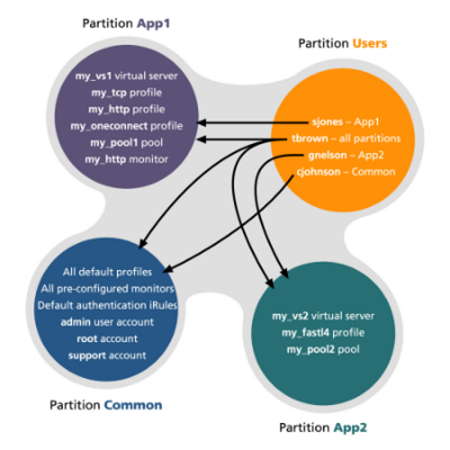 Partition App1
my_vs1 virtual server
my_tcp profile
my_http profile
my_oneconnect profile
my_pool1 pool
my_http monitor
Partition Users
sjones – App1
tbrown – all partitions
gnelson – App2
cjohnson – Common
All default profiles
All pre-configured monitors
Default authentication iRules
admin user account
root account
support account
Partition Common
my_vs2 virtual server
my_fastl4 profile
my_pool2 pool
Partition App2